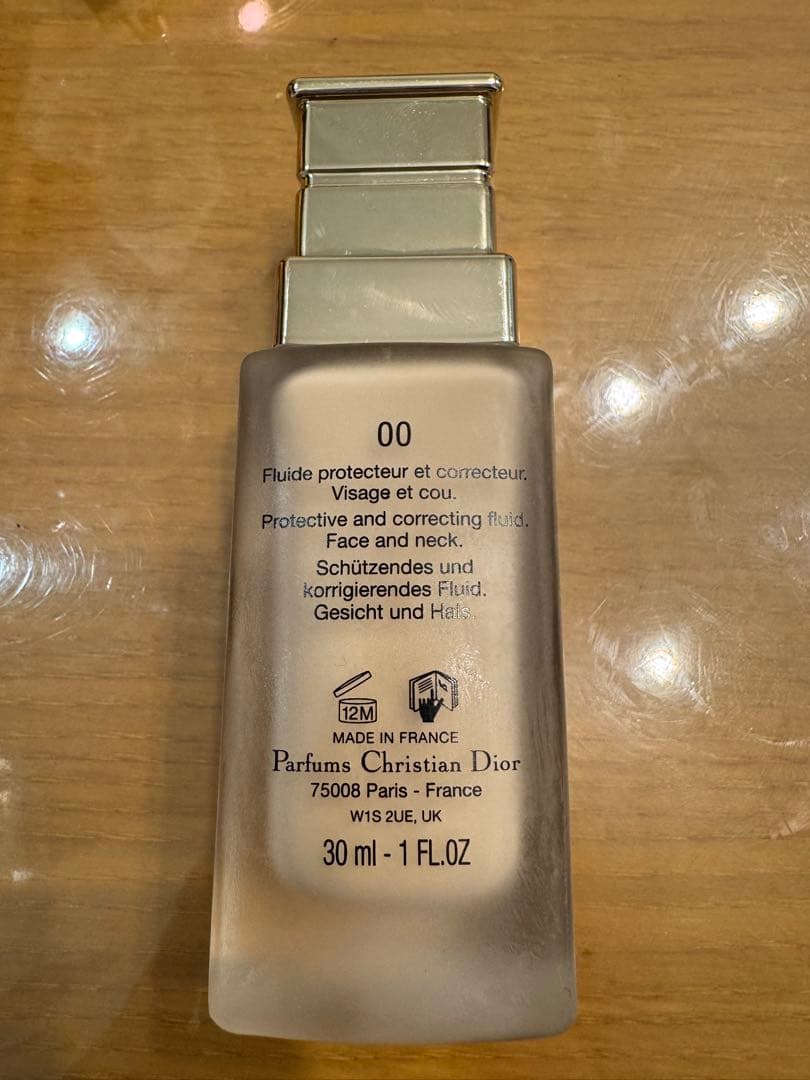 00
Fluide protecteur et correcteur.
Visage et cou.
Protective and correcting fluid.
Face and neck.
Schützendes und
korrigierendes Fluid.
Gesicht und Hals.
12M
MADE IN FRANCE
Parfums Christian Dior
75008 Paris - France
W1S 2UE, UK
30 ml - 1 FL.OZ